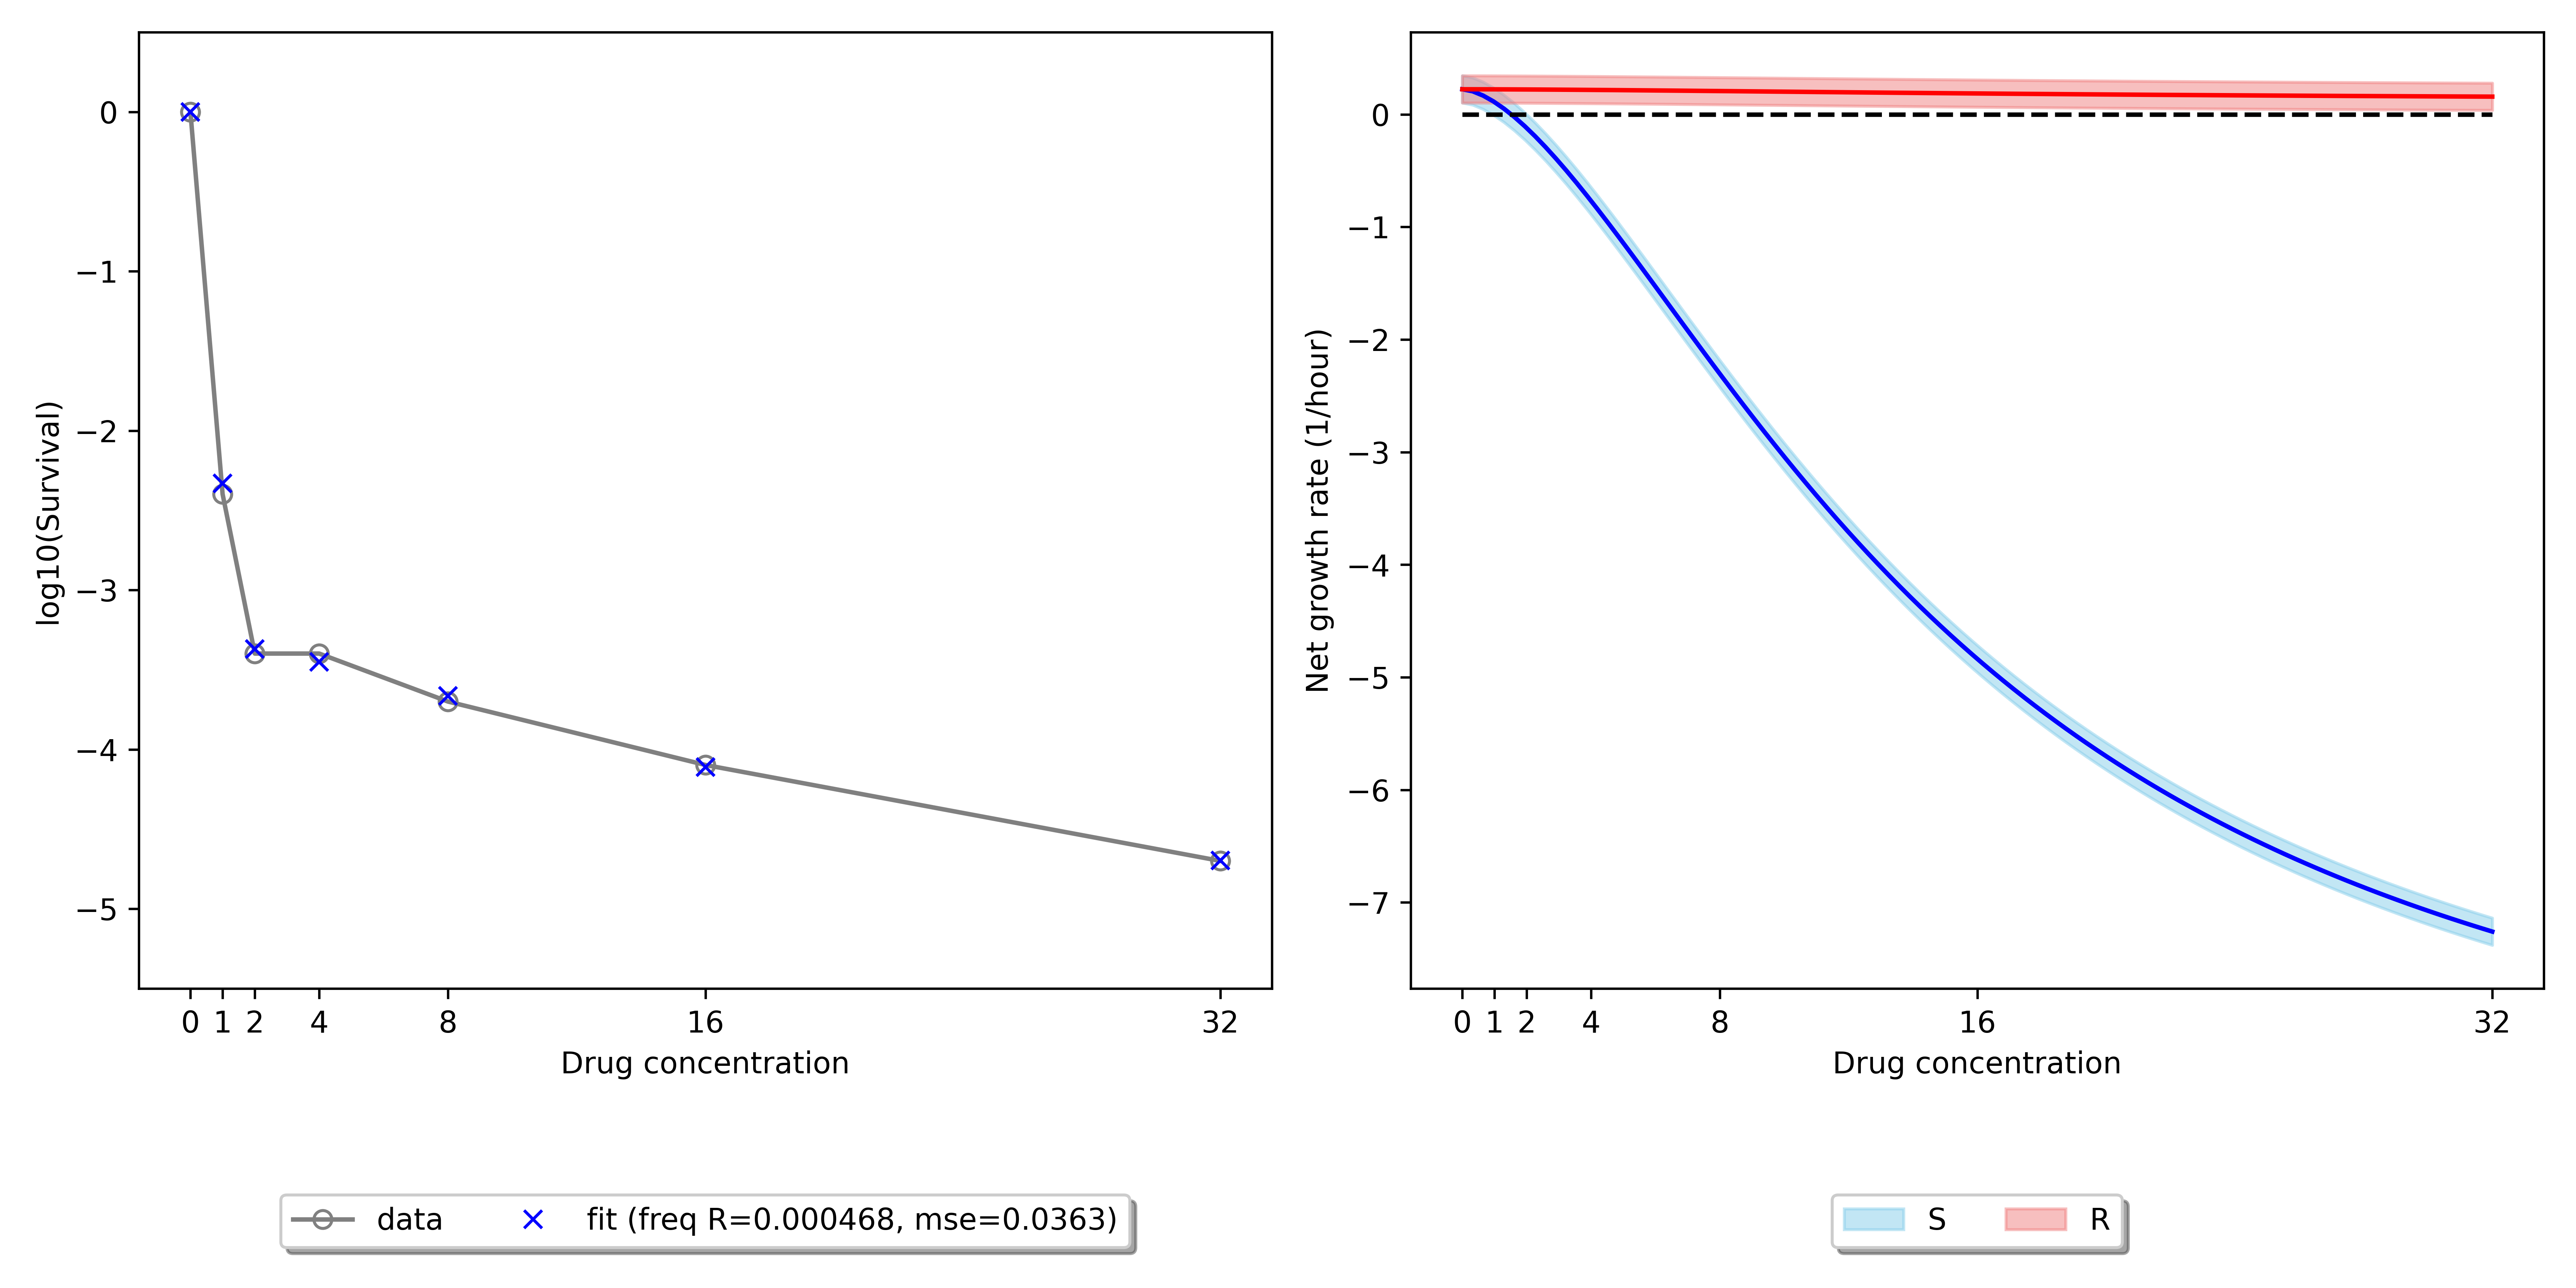 log10(Survival)
0
−1
−2
−3
−4
−5
0 1 2 4 8 16 32
Drug concentration
data fit (freq R=0.000468, mse=0.0363)
Net growth rate (1/hour)
0
−1
−2
−3
−4
−5
−6
−7
0 1 2 4 8 16 32
Drug concentration
S R